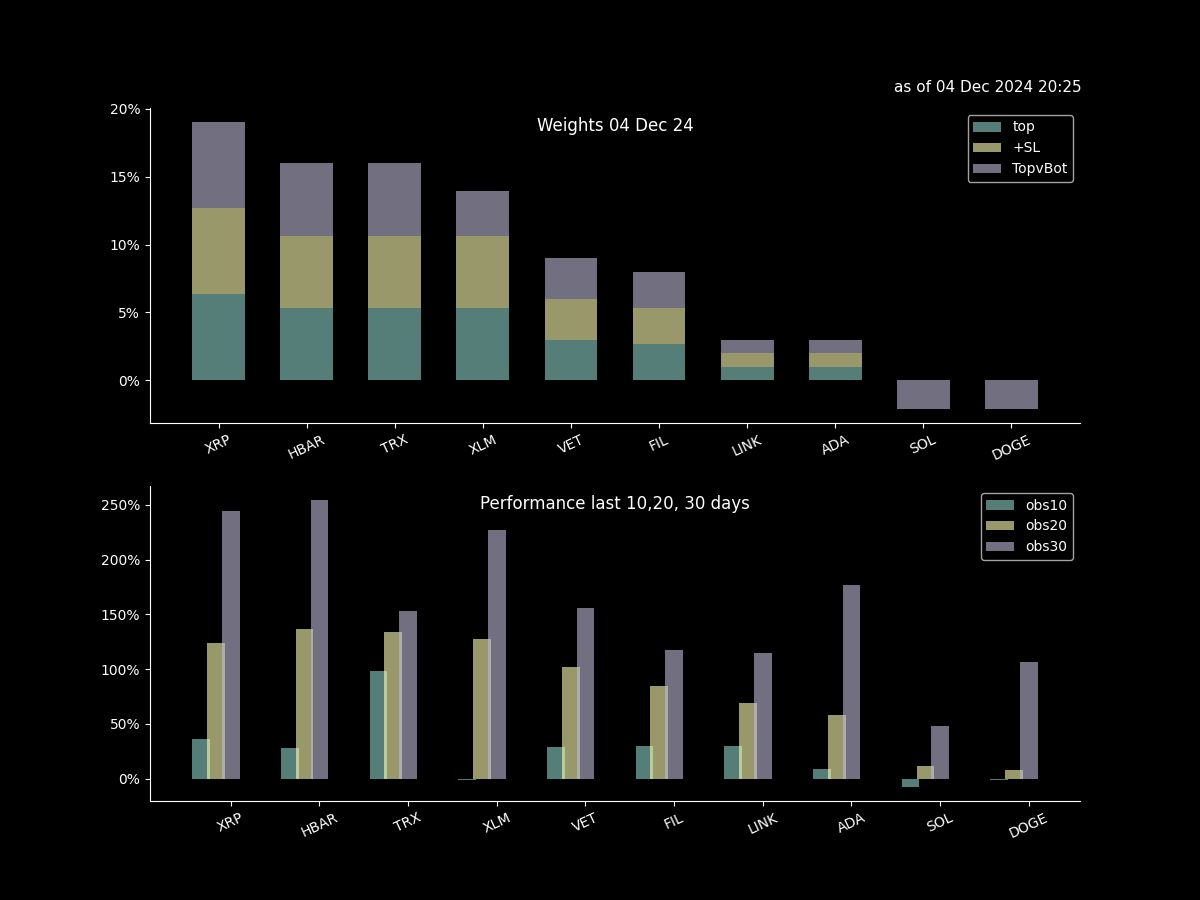 as of 04 Dec 2024 20:25
Weights 04 Dec 24
20%
15%
10%
5%
0%
top
+SL
TopvBot
XRP HBAR TRX XLM VET FIL LINK ADA SOL DOGE
Performance last 10,20, 30 days
250%
200%
150%
100%
50%
0%
obs10
obs20
obs30
XRP HBAR TRX XLM VET FIL LINK ADA SOL DOGE